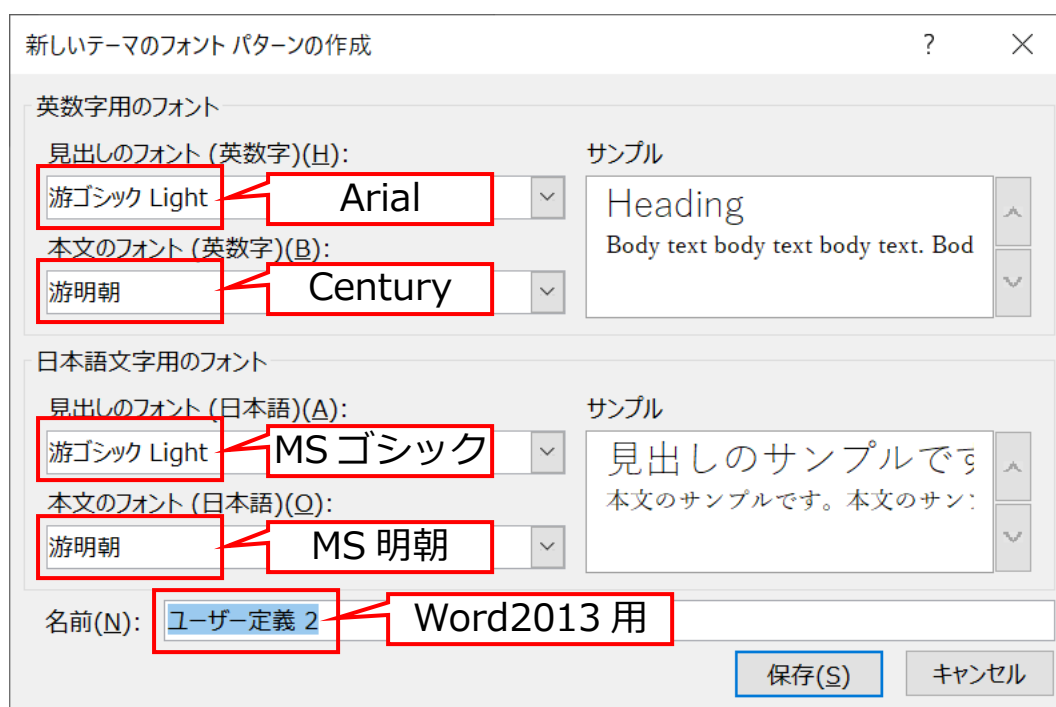 新しいテーマのフォント パターンの作成 ?
英数字用のフォント
見出しのフォント (英数字)(H):
游ゴシック Light
Arial
本文のフォント (英数字)(B):
游明朝
Century
サンプル
Heading
Body text body text body text. Bod
日本語文字用のフォント
見出しのフォント (日本語)(A):
游ゴシック Light
MS ゴシック
本文のフォント (日本語)(O):
游明朝
MS 明朝
サンプル
見出しのサンプルです
本文のサンプルです。本文のサン
名前(N):
ユーザー定義 2
Word2013 用
保存(S)
キャンセル